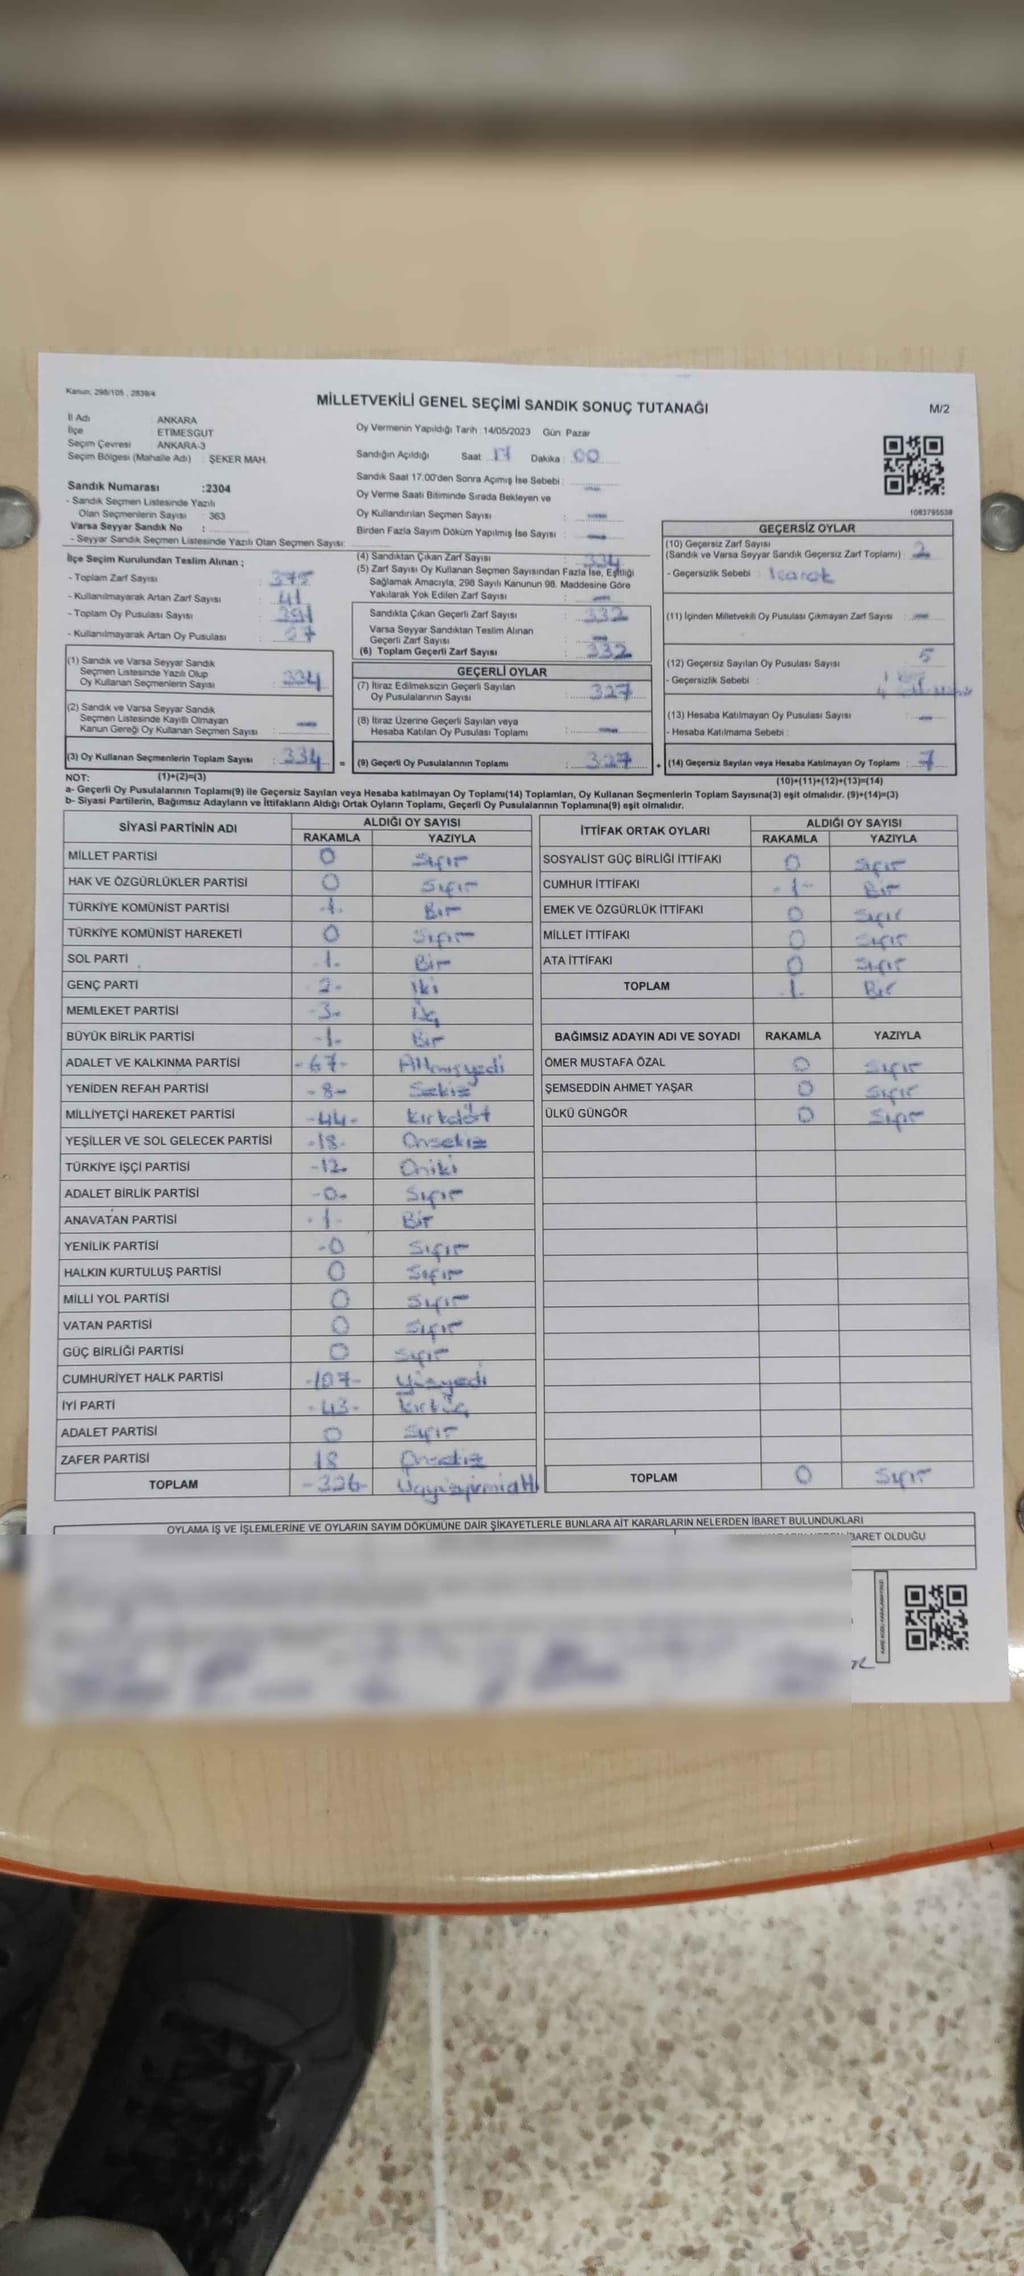 Kanun; 298/105 , 2839/4
MİLLETVEKİLİ GENEL SEÇİMİ SANDIK SONUÇ TUTANAĞI
M/2
İl Adı ANKARA
İlçe ETİMESGUT
Seçim Çevresi ANKARA-3
Seçim Bölgesi (Mahalle Adı) : ŞEKER MAH.
Oy Vermenin Yapıldığı Tarih :14/05/2023 Gün: Pazar
Sandığın Açıldığı Saat : 17 Dakika : 00
Sandık Saat 17.00'den Sonra Açımış İse Sebebi : —
Oy Verme Saati Bitiminde Sırada Bekleyen ve
Oy Kullandırılan Seçmen Sayısı : —
Birden Fazla Sayım Döküm Yapılmış İse Sayısı : —
Sandık Numarası :2304
- Sandık Seçmen Listesinde Yazılı
Olan Seçmenlerin Sayısı : 363
Varsa Seyyar Sandık No :
- Seyyar Sandık Seçmen Listesinde Yazılı Olan Seçmen Sayısı:
1083795538
İlçe Seçim Kurulundan Teslim Alınan ;
- Toplam Zarf Sayısı : 375
- Kullanılmayarak Artan Zarf Sayısı : 41
- Toplam Oy Pusulası Sayısı :
- Kullanılmayarak Artan Oy Pusulası :
(1) Sandık ve Varsa Seyyar Sandık
Seçmen Listesinde Yazılı Olup
Oy Kullanan Seçmenlerin Sayısı : 334
(2) Sandık ve Varsa Seyyar Sandık
Seçmen Listesinde Kayıtlı Olmayan
Kanun Gereği Oy Kullanan Seçmen Sayısı : —
(3) Oy Kullanan Seçmenlerin Toplam Sayısı : 334
(4) Sandıktan Çıkan Zarf Sayısı : 334
(5) Zarf Sayısı Oy Kullanan Seçmen Sayısından Fazla İse, Eşitliği
Sağlamak Amacıyla, 298 Sayılı Kanunun 98. Maddesine Göre
Yakılarak Yok Edilen Zarf Sayısı : —
Sandıkta Çıkan Geçerli Zarf Sayısı : 332
Varsa Seyyar Sandıktan Teslim Alınan
Geçerli Zarf Sayısı : —
(6) Toplam Geçerli Zarf Sayısı : 332
GEÇERLİ OYLAR
(7) İtiraz Edilmeksizin Geçerli Sayılan
Oy Pusulalarının Sayısı : 327
(8) İtiraz Üzerine Geçerli Sayılan veya
Hesaba Katılan Oy Pusulası Toplamı : —
= (9) Geçerli Oy Pusulalarının Toplamı : 327
GEÇERSİZ OYLAR
(10) Geçersiz Zarf Sayısı
(Sandık ve Varsa Seyyar Sandık Geçersiz Zarf Toplamı) : 2
- Geçersizlik Sebebi : İşaret
(11) İçinden Milletvekili Oy Pusulası Çıkmayan Zarf Sayısı : —
(12) Geçersiz Sayılan Oy Pusulası Sayısı : 5
- Geçersizlik Sebebi :
(13) Hesaba Katılmayan Oy Pusulası Sayısı : —
- Hesaba Katılmama Sebebi :
+ (14) Geçersiz Sayılan veya Hesaba Katılmayan Oy Toplamı : 7
NOT: (1)+(2)=(3)
(10)+(11)+(12)+(13)=(14)
a- Geçerli Oy Pusulalarının Toplamı(9) ile Geçersiz Sayılan veya Hesaba katılmayan Oy Toplamı(14) Toplamları, Oy Kullanan Seçmenlerin Toplam Sayısına(3) eşit olmalıdır. (9)+(14)=(3)
b- Siyasi Partilerin, Bağımsız Adayların ve İttifakların Aldığı Ortak Oyların Toplamı, Geçerli Oy Pusulalarının Toplamına(9) eşit olmalıdır.
SİYASİ PARTİNİN ADI ALDIĞI OY SAYISI
RAKAMLA YAZIYLA
MİLLET PARTİSİ 0 Sıfır
HAK VE ÖZGÜRLÜKLER PARTİSİ 0 Sıfır
TÜRKİYE KOMÜNİST PARTİSİ -1- Bir
TÜRKİYE KOMÜNİST HAREKETİ 0 Sıfır
SOL PARTİ -1- Bir
GENÇ PARTİ -2- İki
MEMLEKET PARTİSİ -3- Üç
BÜYÜK BİRLİK PARTİSİ -1- Bir
ADALET VE KALKINMA PARTİSİ -67- Altmışyedi
YENİDEN REFAH PARTİSİ -8- Sekiz
MİLLİYETÇİ HAREKET PARTİSİ -44- Kırkdört
YEŞİLLER VE SOL GELECEK PARTİSİ -18- Onsekiz
TÜRKİYE İŞÇİ PARTİSİ -12- Oniki
ADALET BİRLİK PARTİSİ -0- Sıfır
ANAVATAN PARTİSİ -1- Bir
YENİLİK PARTİSİ -0 Sıfır
HALKIN KURTULUŞ PARTİSİ 0 Sıfır
MİLLİ YOL PARTİSİ 0 Sıfır
VATAN PARTİSİ 0 Sıfır
GÜÇ BİRLİĞİ PARTİSİ 0 Sıfır
CUMHURİYET HALK PARTİSİ -107- Yüzyedi
İYİ PARTİ -43- Kırküç
ADALET PARTİSİ 0 Sıfır
ZAFER PARTİSİ 18 Onsekiz
TOPLAM -326- Üçyüzyirmialtı
İTTİFAK ORTAK OYLARI ALDIĞI OY SAYISI
RAKAMLA YAZIYLA
SOSYALİST GÜÇ BİRLİĞİ İTTİFAKI 0 Sıfır
CUMHUR İTTİFAKI -1- Bir
EMEK VE ÖZGÜRLÜK İTTİFAKI 0 Sıfır
MİLLET İTTİFAKI 0 Sıfır
ATA İTTİFAKI 0 Sıfır
TOPLAM 1 Bir
BAĞIMSIZ ADAYIN ADI VE SOYADI RAKAMLA YAZIYLA
ÖMER MUSTAFA ÖZAL 0 Sıfır
ŞEMSEDDİN AHMET YAŞAR 0 Sıfır
ÜLKÜ GÜNGÖR 0 Sıfır
TOPLAM 0 Sıfır
OYLAMA İŞ VE İŞLEMLERİNE VE OYLARIN SAYIM DÖKÜMÜNE DAİR ŞİKAYETLERLE BUNLARA AİT KARARLARIN NELERDEN İBARET BULUNDUKLARI
İBARET OLDUĞU